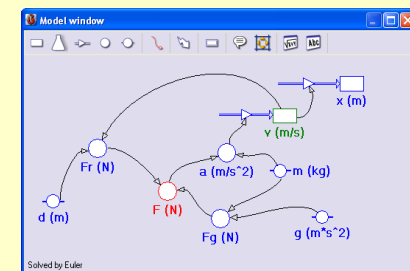 Model window
x (m)
v (m/s)
Fr (N)
a (m/s^2)
m (kg)
d (m)
F (N)
Fg (N)
g (m*s^2)
Solved by Euler